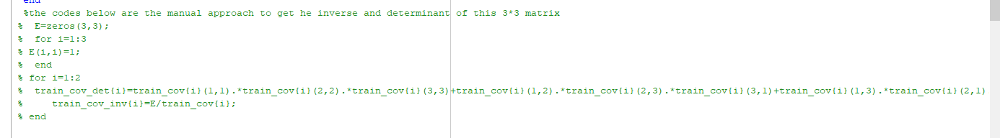 end
%the codes below are the manual approach to get he inverse and determinant of this 3*3 matrix
%  E=zeros(3,3);
%  for i=1:3
% E(i,i)=1;
%  end
% for i=1:2
%  train_cov_det{i}=train_cov{i}(1,1).*train_cov{i}(2,2).*train_cov{i}(3,3)+train_cov{i}(1,2).*train_cov{i}(2,3).*train_cov{i}(3,1)+train_cov{i}(1,3).*train_cov{i}(2,1)
%     train_cov_inv{i}=E/train_cov{i};
% end